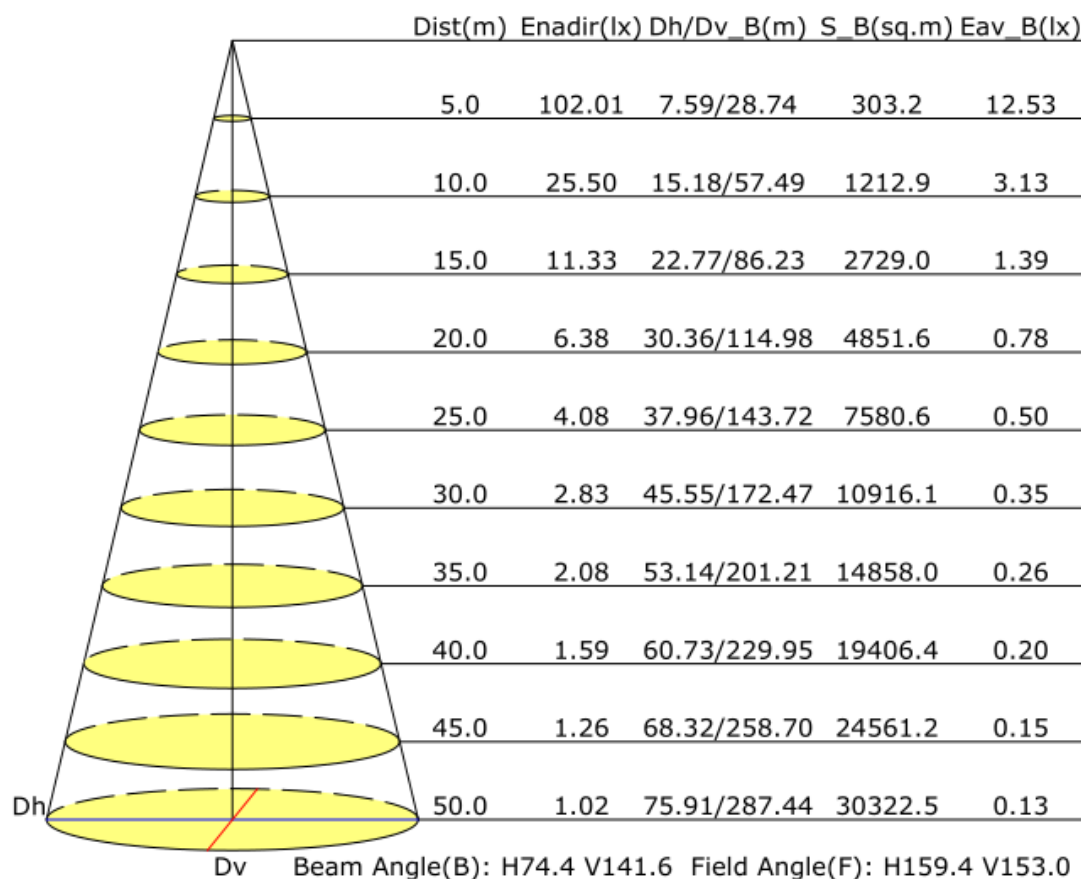 Dist(m) Enadir(lx) Dh/Dv_B(m) S_B(sq.m) Eav_B(lx)
5.0 102.01 7.59/28.74 303.2 12.53
10.0 25.50 15.18/57.49 1212.9 3.13
15.0 11.33 22.77/86.23 2729.0 1.39
20.0 6.38 30.36/114.98 4851.6 0.78
25.0 4.08 37.96/143.72 7580.6 0.50
30.0 2.83 45.55/172.47 10916.1 0.35
35.0 2.08 53.14/201.21 14858.0 0.26
40.0 1.59 60.73/229.95 19406.4 0.20
45.0 1.26 68.32/258.70 24561.2 0.15
Dh 50.0 1.02 75.91/287.44 30322.5 0.13
Dv Beam Angle(B): H74.4 V141.6 Field Angle(F): H159.4 V153.0